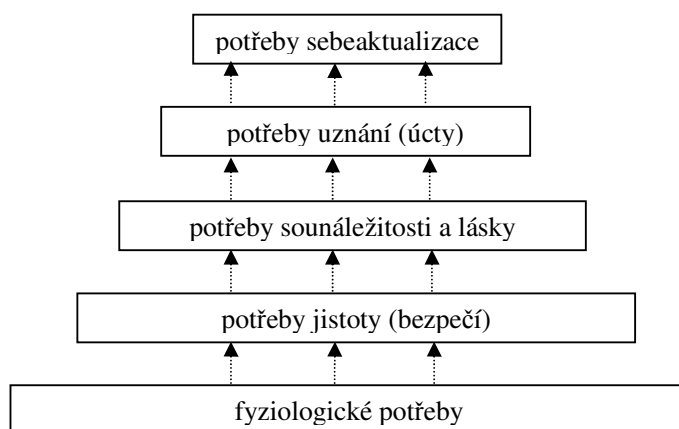 potřeby sebeaktualizace
potřeby uznání (úcty)
potřeby sounáležitosti a lásky
potřeby jistoty (bezpečí)
fyziologické potřeby